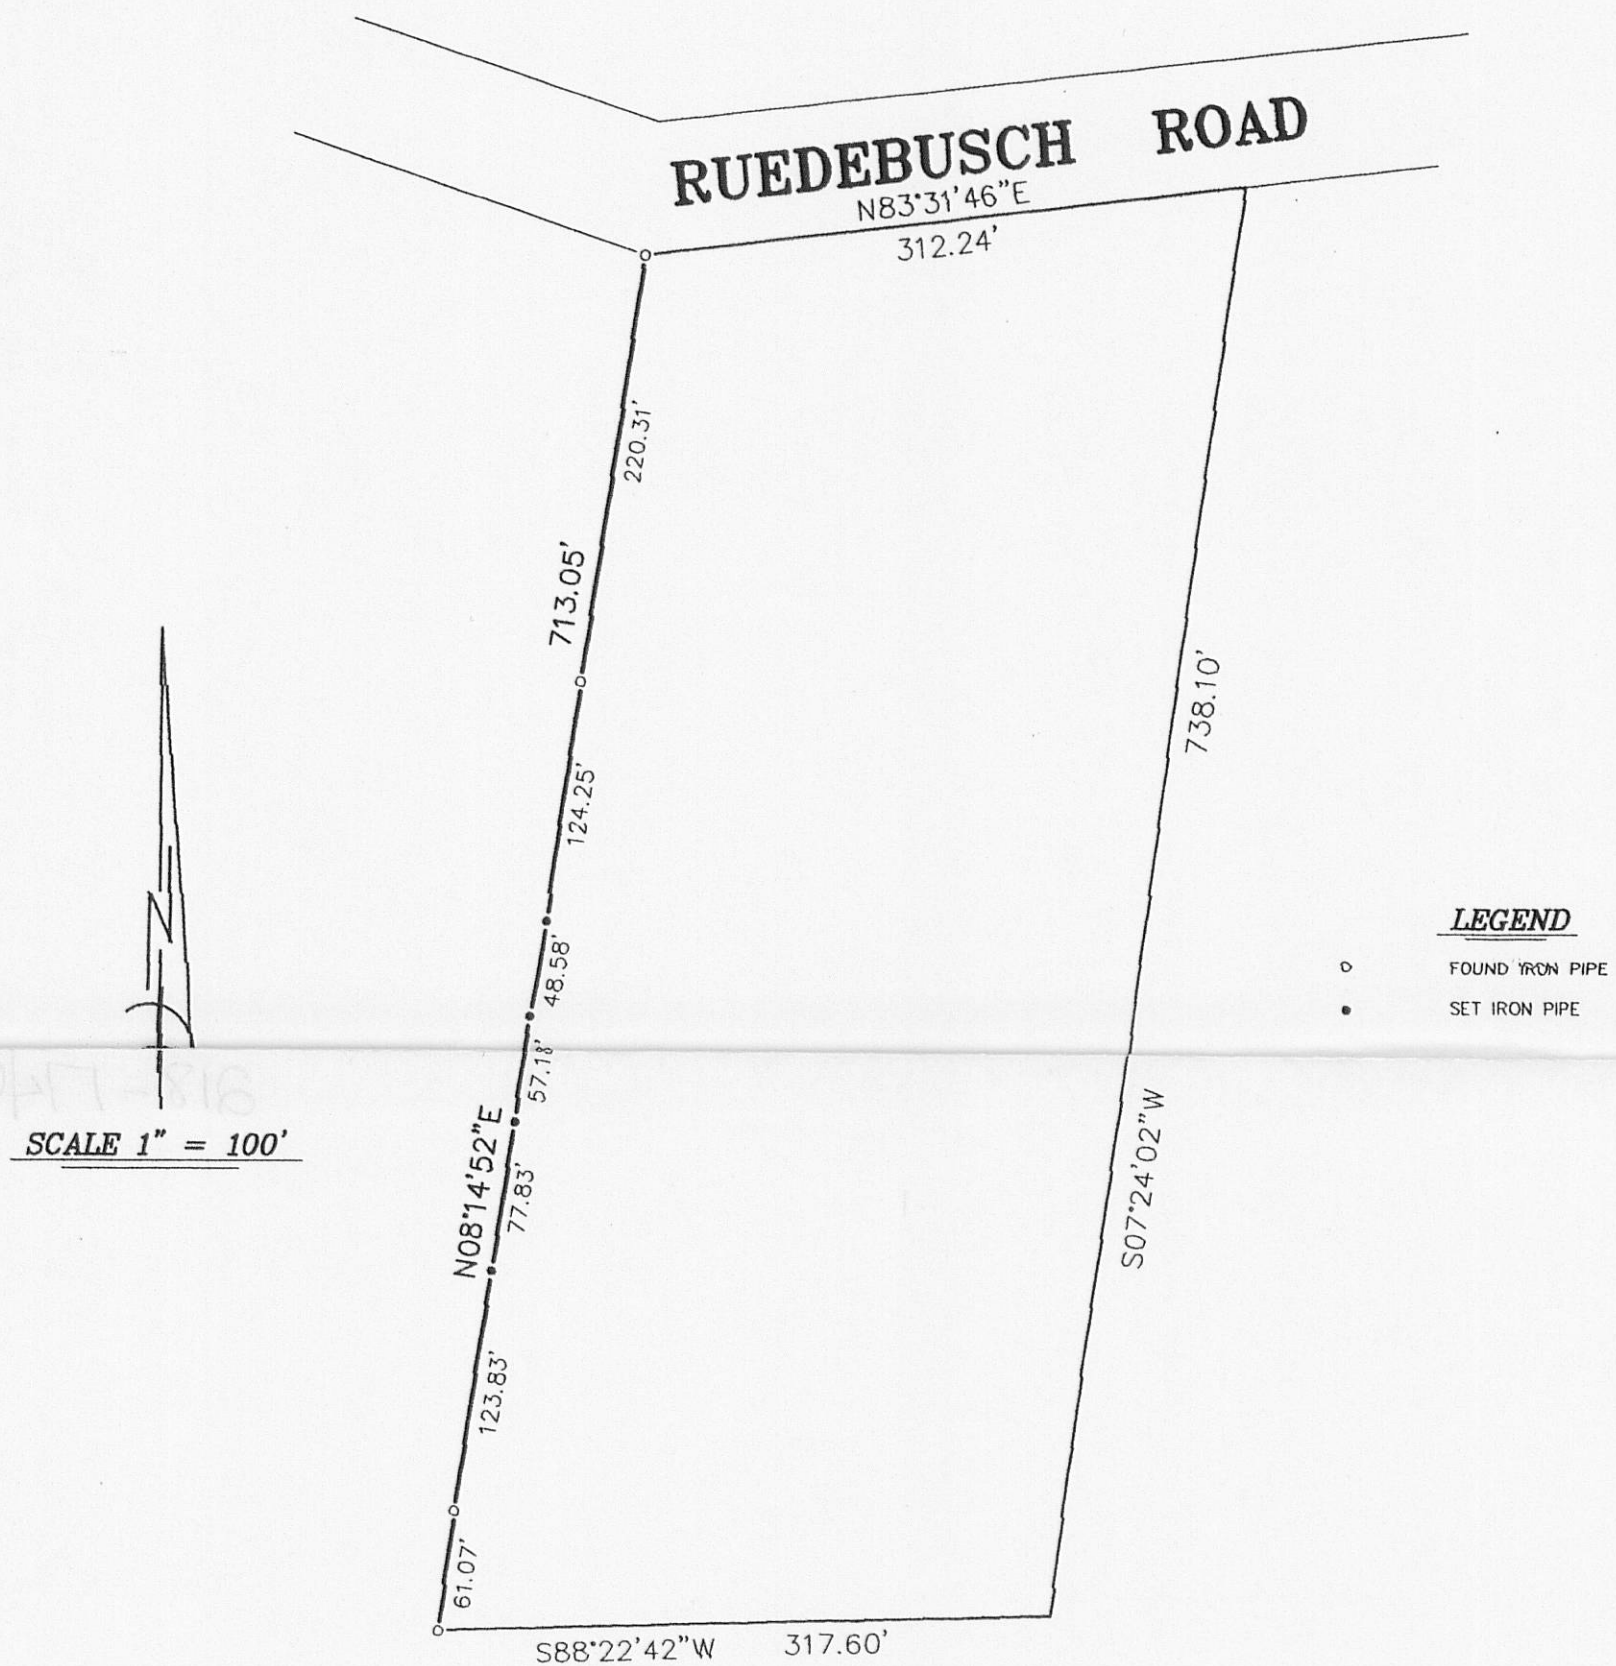 RUEDEBUSCH ROAD
N83°31'46"E
312.24'
220.31'
713.05'
738.10'
124.25'
LEGEND
FOUND IRON PIPE
SET IRON PIPE
48.58'
57.18'
N08°14'52"E
77.83'
S07°24'02"W
N
SCALE 1" = 100'
123.83'
61.07'
S88°22'42"W 317.60'